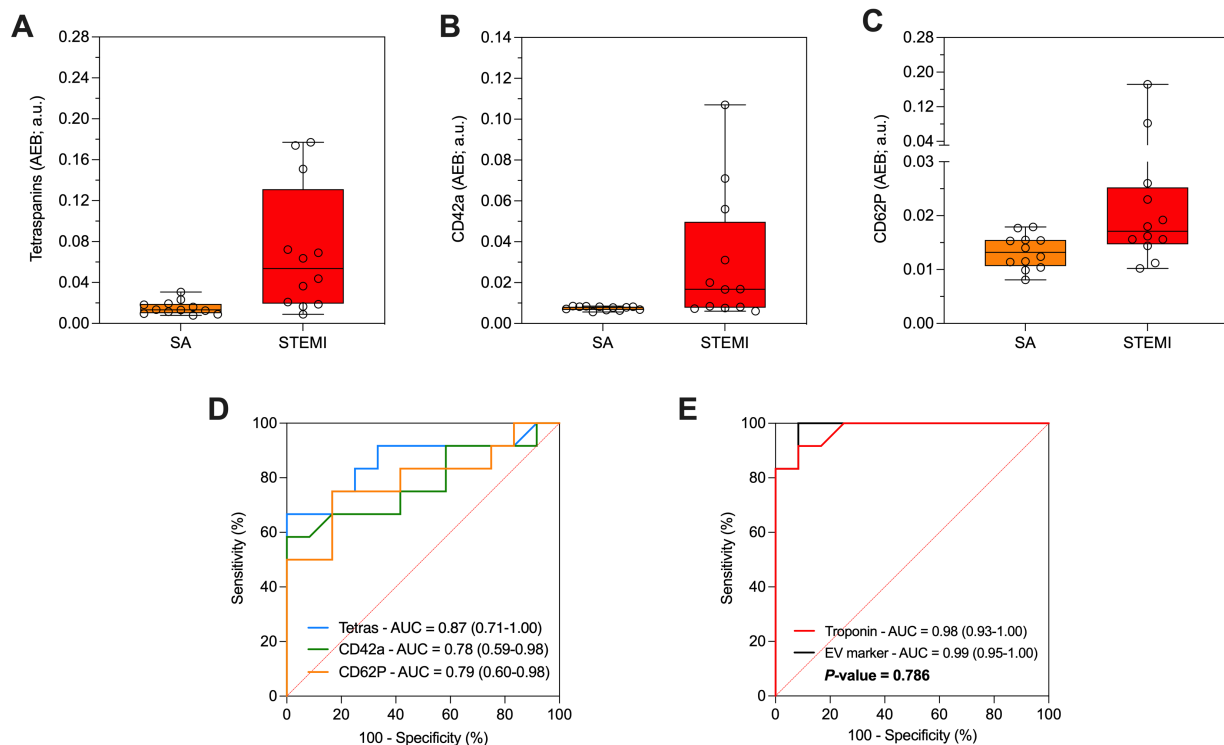 A
Tetraspanins (AEB; a.u.)
0.28
0.24
0.20
0.16
0.12
0.08
0.04
0.00
SA
STEMI
B
CD42a (AEB; a.u.)
0.14
0.12
0.10
0.08
0.06
0.04
0.02
0.00
SA
STEMI
C
CD62P (AEB; a.u.)
0.28
0.20
0.12
0.04
0.03
0.02
0.01
0.00
SA
STEMI
D
Sensitivity (%)
100
80
60
40
20
0
Tetras - AUC = 0.87 (0.71-1.00)
CD42a - AUC = 0.78 (0.59-0.98)
CD62P - AUC = 0.79 (0.60-0.98)
0 20 40 60 80 100
100 - Specificity (%)
E
Sensitivity (%)
100
80
60
40
20
0
Troponin - AUC = 0.98 (0.93-1.00)
EV marker - AUC = 0.99 (0.95-1.00)
P-value = 0.786
0 20 40 60 80 100
100 - Specificity (%)